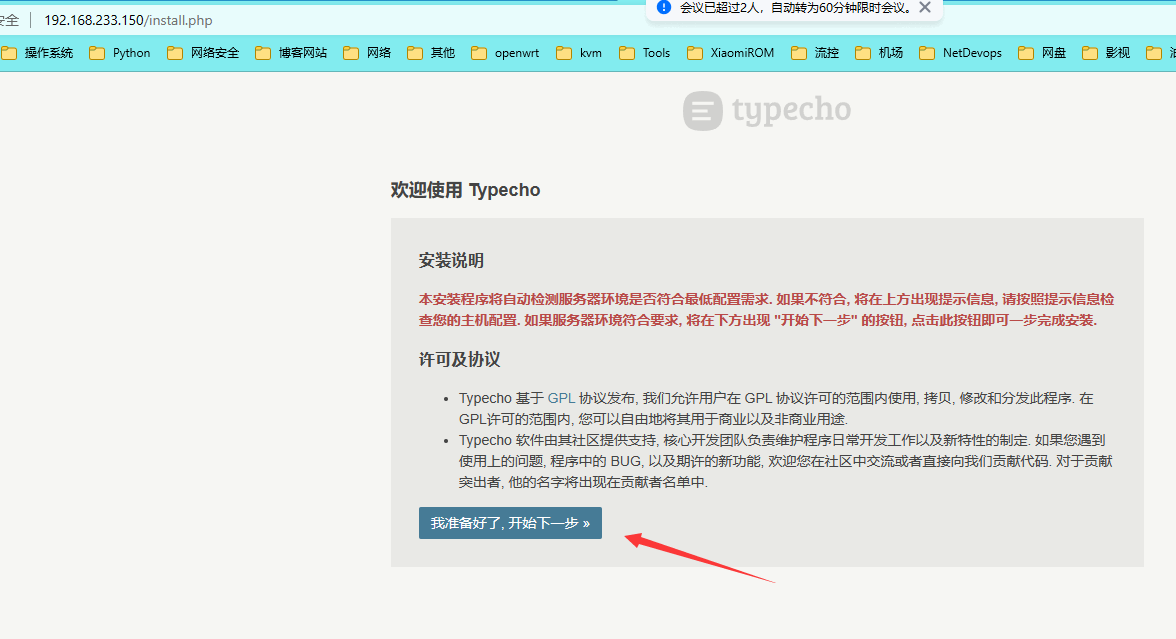 会议已超过2人，自动转为60分钟限时会议。
安全 | 192.168.233.150/install.php
操作系统 Python 网络安全 博客网站 网络 其他 openwrt kvm Tools XiaomiROM 流控 机场 NetDevops 网盘 影视
typecho
欢迎使用 Typecho
安装说明
本安装程序将自动检测服务器环境是否符合最低配置需求. 如果不符合, 将在上方出现提示信息, 请按照提示信息检
查您的主机配置. 如果服务器环境符合要求, 将在下方出现 "开始下一步" 的按钮, 点击此按钮即可一步完成安装.
许可及协议
• Typecho 基于 GPL 协议发布, 我们允许用户在 GPL 协议许可的范围内使用, 拷贝, 修改和分发此程序. 在
GPL许可的范围内, 您可以自由地将其用于商业以及非商业用途.
• Typecho 软件由其社区提供支持, 核心开发团队负责维护程序日常开发工作以及新特性的制定. 如果您遇到
使用上的问题, 程序中的 BUG, 以及期许的新功能, 欢迎您在社区中交流或者直接向我们贡献代码. 对于贡献
突出者, 他的名字将出现在贡献者名单中.
我准备好了, 开始下一步 »